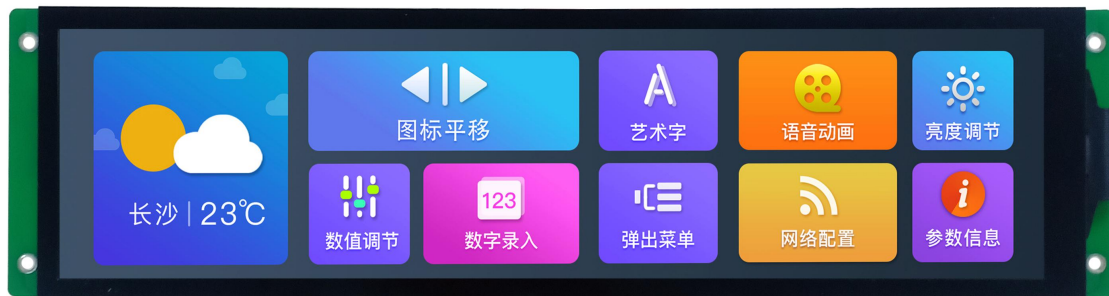 长沙 | 23℃
图标平移
艺术字
语音动画
亮度调节
数值调节
123
数字录入
弹出菜单
网络配置
i
参数信息